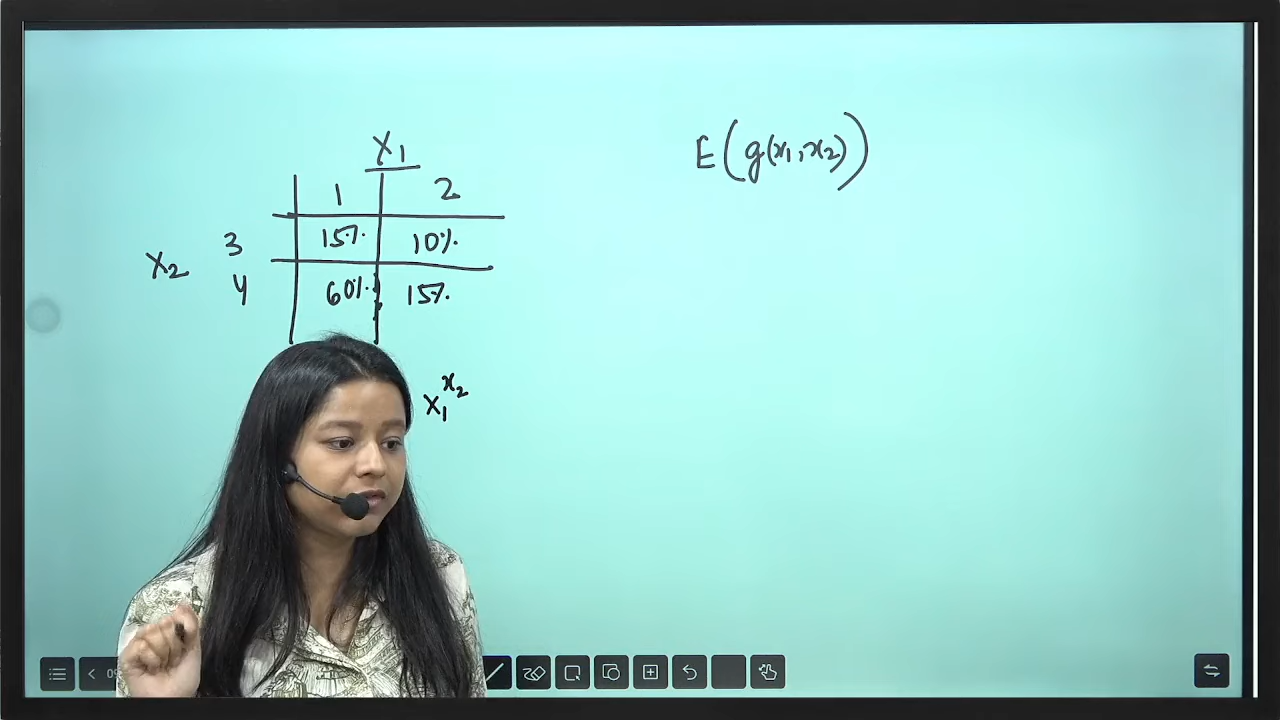 X₁
E(g(x₁,x₂))
1 2
3 15% 10%
X₂
4 60% 15%
x₁^x₂